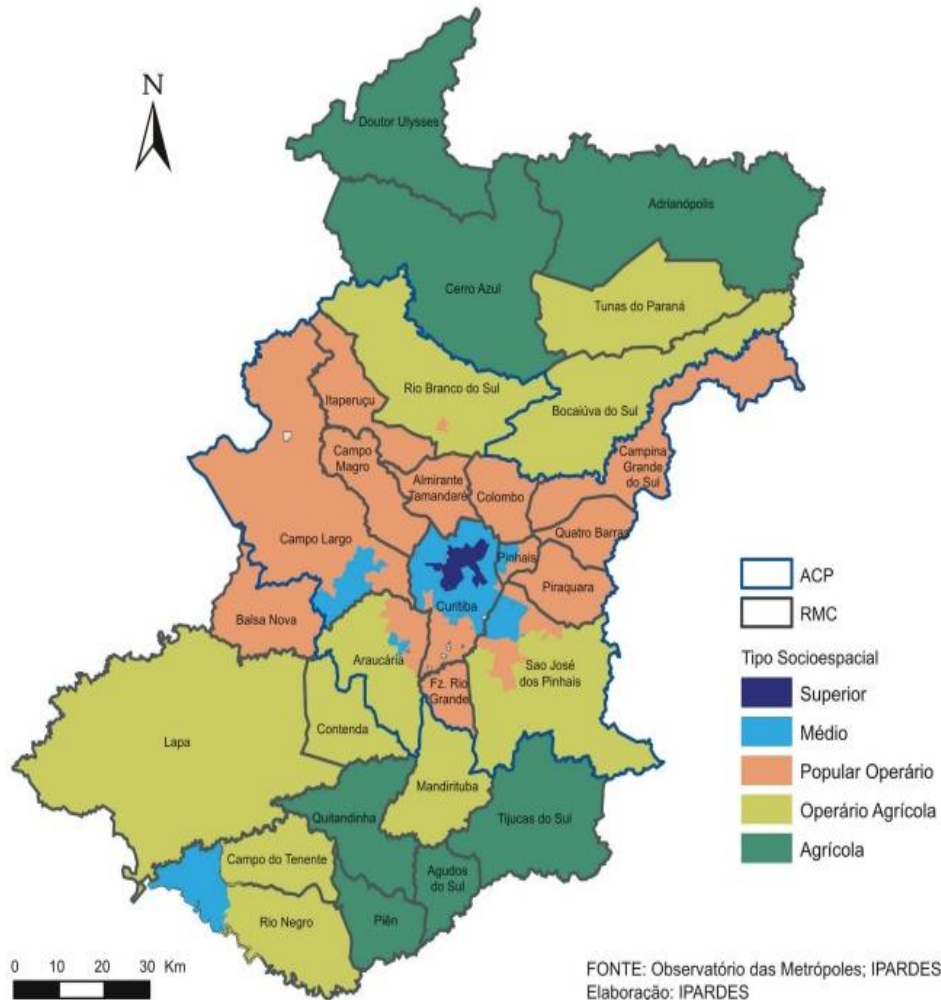 N
Doutor Ulysses
Adrianópolis
Cerro Azul
Tunas do Paraná
Rio Branco do Sul
Itaperuçu
Bocaiúva do Sul
Campo
Magro
Campina
Grande
do Sul
Almirante
Tamandaré
Colombo
Quatro Barras
Campo Largo
Pinhais
Piraquara
Curitiba
Balsa Nova
Araucária
Sao José
dos Pinhais
Fz. Rio
Grande
Contenda
Lapa
Mandirituba
Quitandinha
Tijucas do Sul
Campo do Tenente
Agudos
do Sul
Rio Negro
Piên
ACP
RMC
Tipo Socioespacial
Superior
Médio
Popular Operário
Operário Agrícola
Agrícola
0 10 20 30 Km
FONTE: Observatório das Metrópoles; IPARDES
Elaboração: IPARDES